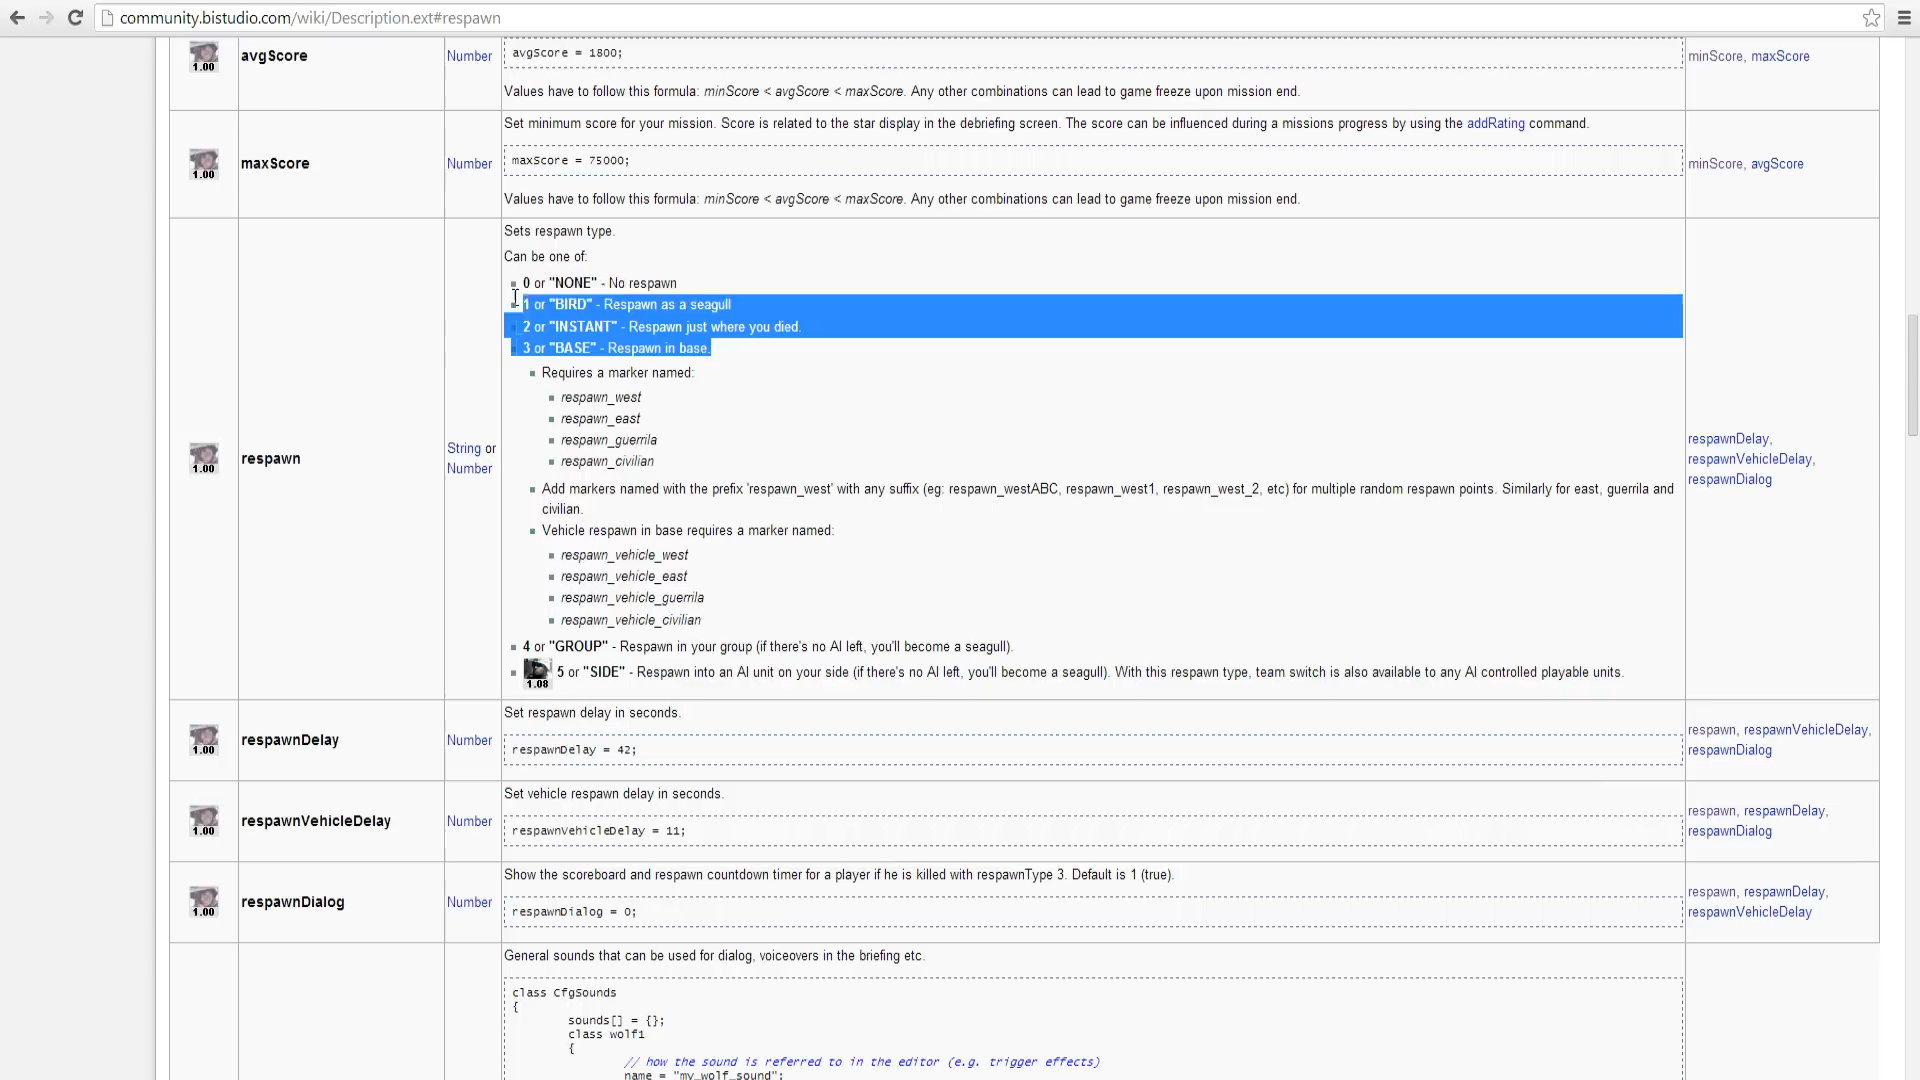 community.bistudio.com/wiki/Description.ext#respawn
1.00
avgScore
Number
avgScore = 1800;
Values have to follow this formula: minScore < avgScore < maxScore. Any other combinations can lead to game freeze upon mission end.
minScore, maxScore
1.00
maxScore
Number
Set minimum score for your mission. Score is related to the star display in the debriefing screen. The score can be influenced during a missions progress by using the addRating command.
maxScore = 75000;
Values have to follow this formula: minScore < avgScore < maxScore. Any other combinations can lead to game freeze upon mission end.
minScore, avgScore
1.00
respawn
String or
Number
Sets respawn type.
Can be one of:
0 or "NONE" - No respawn
1 or "BIRD" - Respawn as a seagull
2 or "INSTANT" - Respawn just where you died.
3 or "BASE" - Respawn in base.
Requires a marker named:
respawn_west
respawn_east
respawn_guerrila
respawn_civilian
Add markers named with the prefix 'respawn_west' with any suffix (eg: respawn_westABC, respawn_west1, respawn_west_2, etc) for multiple random respawn points. Similarly for east, guerrila and
civilian.
Vehicle respawn in base requires a marker named:
respawn_vehicle_west
respawn_vehicle_east
respawn_vehicle_guerrila
respawn_vehicle_civilian
4 or "GROUP" - Respawn in your group (if there's no AI left, you'll become a seagull).
1.08 5 or "SIDE" - Respawn into an AI unit on your side (if there's no AI left, you'll become a seagull). With this respawn type, team switch is also available to any AI controlled playable units.
respawnDelay,
respawnVehicleDelay,
respawnDialog
1.00
respawnDelay
Number
Set respawn delay in seconds.
respawnDelay = 42;
respawn, respawnVehicleDelay,
respawnDialog
1.00
respawnVehicleDelay
Number
Set vehicle respawn delay in seconds.
respawnVehicleDelay = 11;
respawn, respawnDelay,
respawnDialog
1.00
respawnDialog
Number
Show the scoreboard and respawn countdown timer for a player if he is killed with respawnType 3. Default is 1 (true).
respawnDialog = 0;
respawn, respawnDelay,
respawnVehicleDelay
General sounds that can be used for dialog, voiceovers in the briefing etc.
class CfgSounds
{
sounds[] = {};
class wolf1
{
// how the sound is referred to in the editor (e.g. trigger effects)
name = "my_wolf_sound";